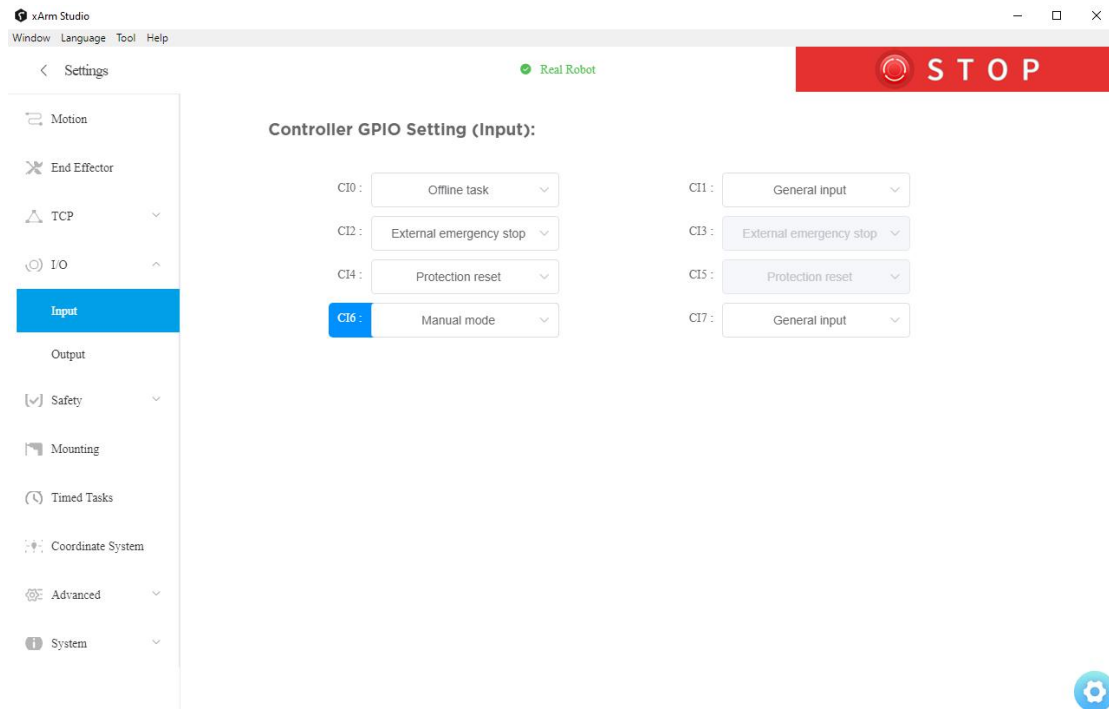 xArm Studio
Window Language Tool Help
Settings
Real Robot
STOP
Motion
End Effector
TCP
I/O
Input
Output
Safety
Mounting
Timed Tasks
Coordinate System
Advanced
System
Controller GPIO Setting (Input):
CI0 : Offline task
CI1 : General input
CI2 : External emergency stop
CI3 : External emergency stop
CI4 : Protection reset
CI5 : Protection reset
CI6 : Manual mode
CI7 : General input